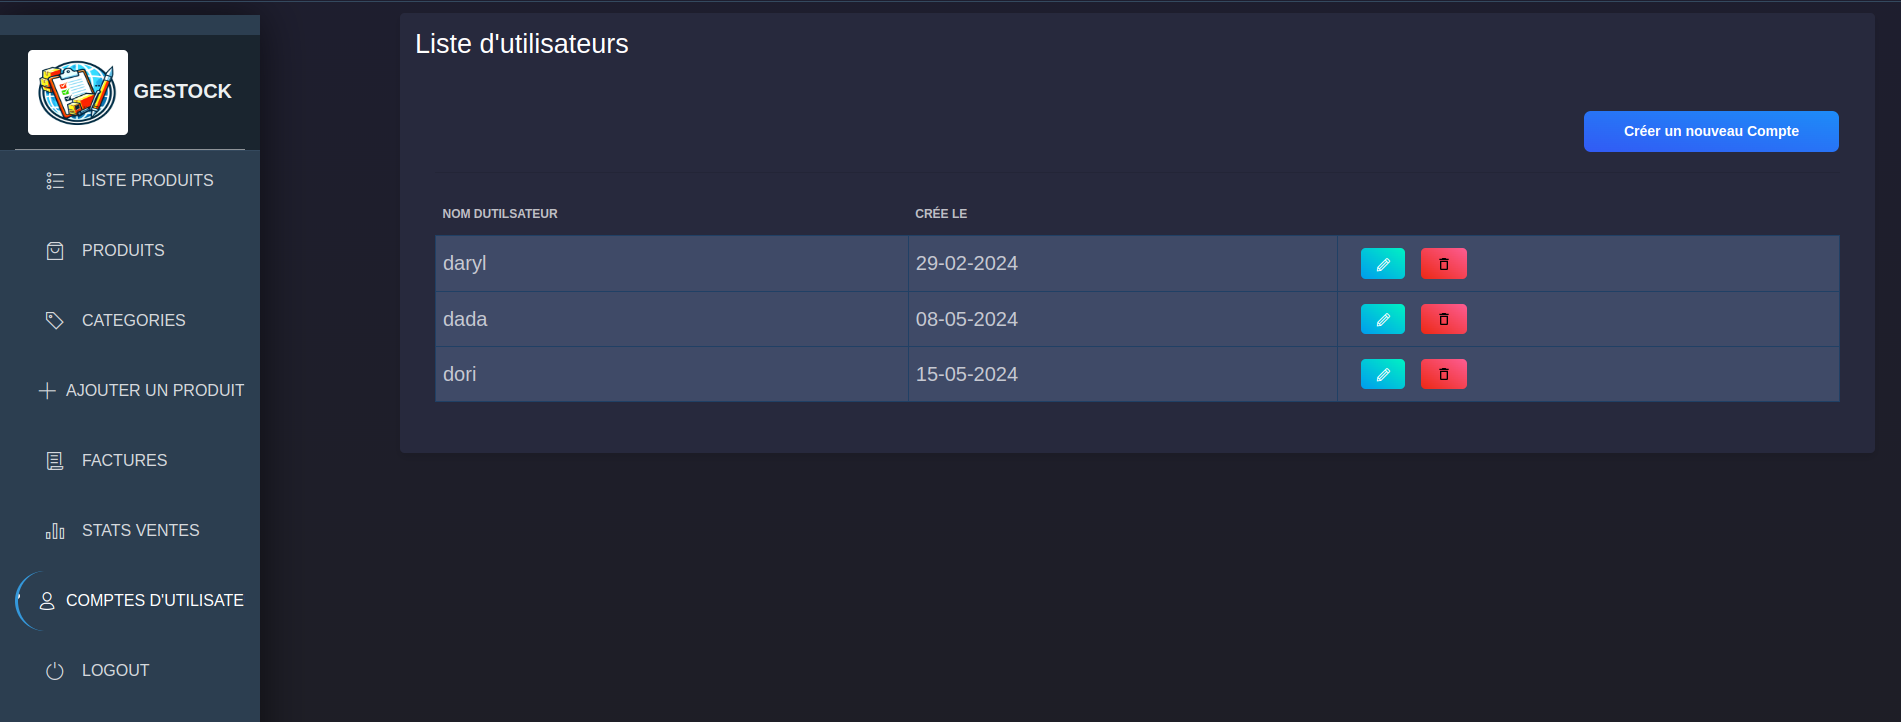 GESTOCK
LISTE PRODUITS
PRODUITS
CATEGORIES
AJOUTER UN PRODUIT
FACTURES
STATS VENTES
COMPTES D'UTILISATE
LOGOUT
Liste d'utilisateurs
Créer un nouveau Compte
NOM DUTILSATEUR CRÉE LE
daryl 29-02-2024
dada 08-05-2024
dori 15-05-2024